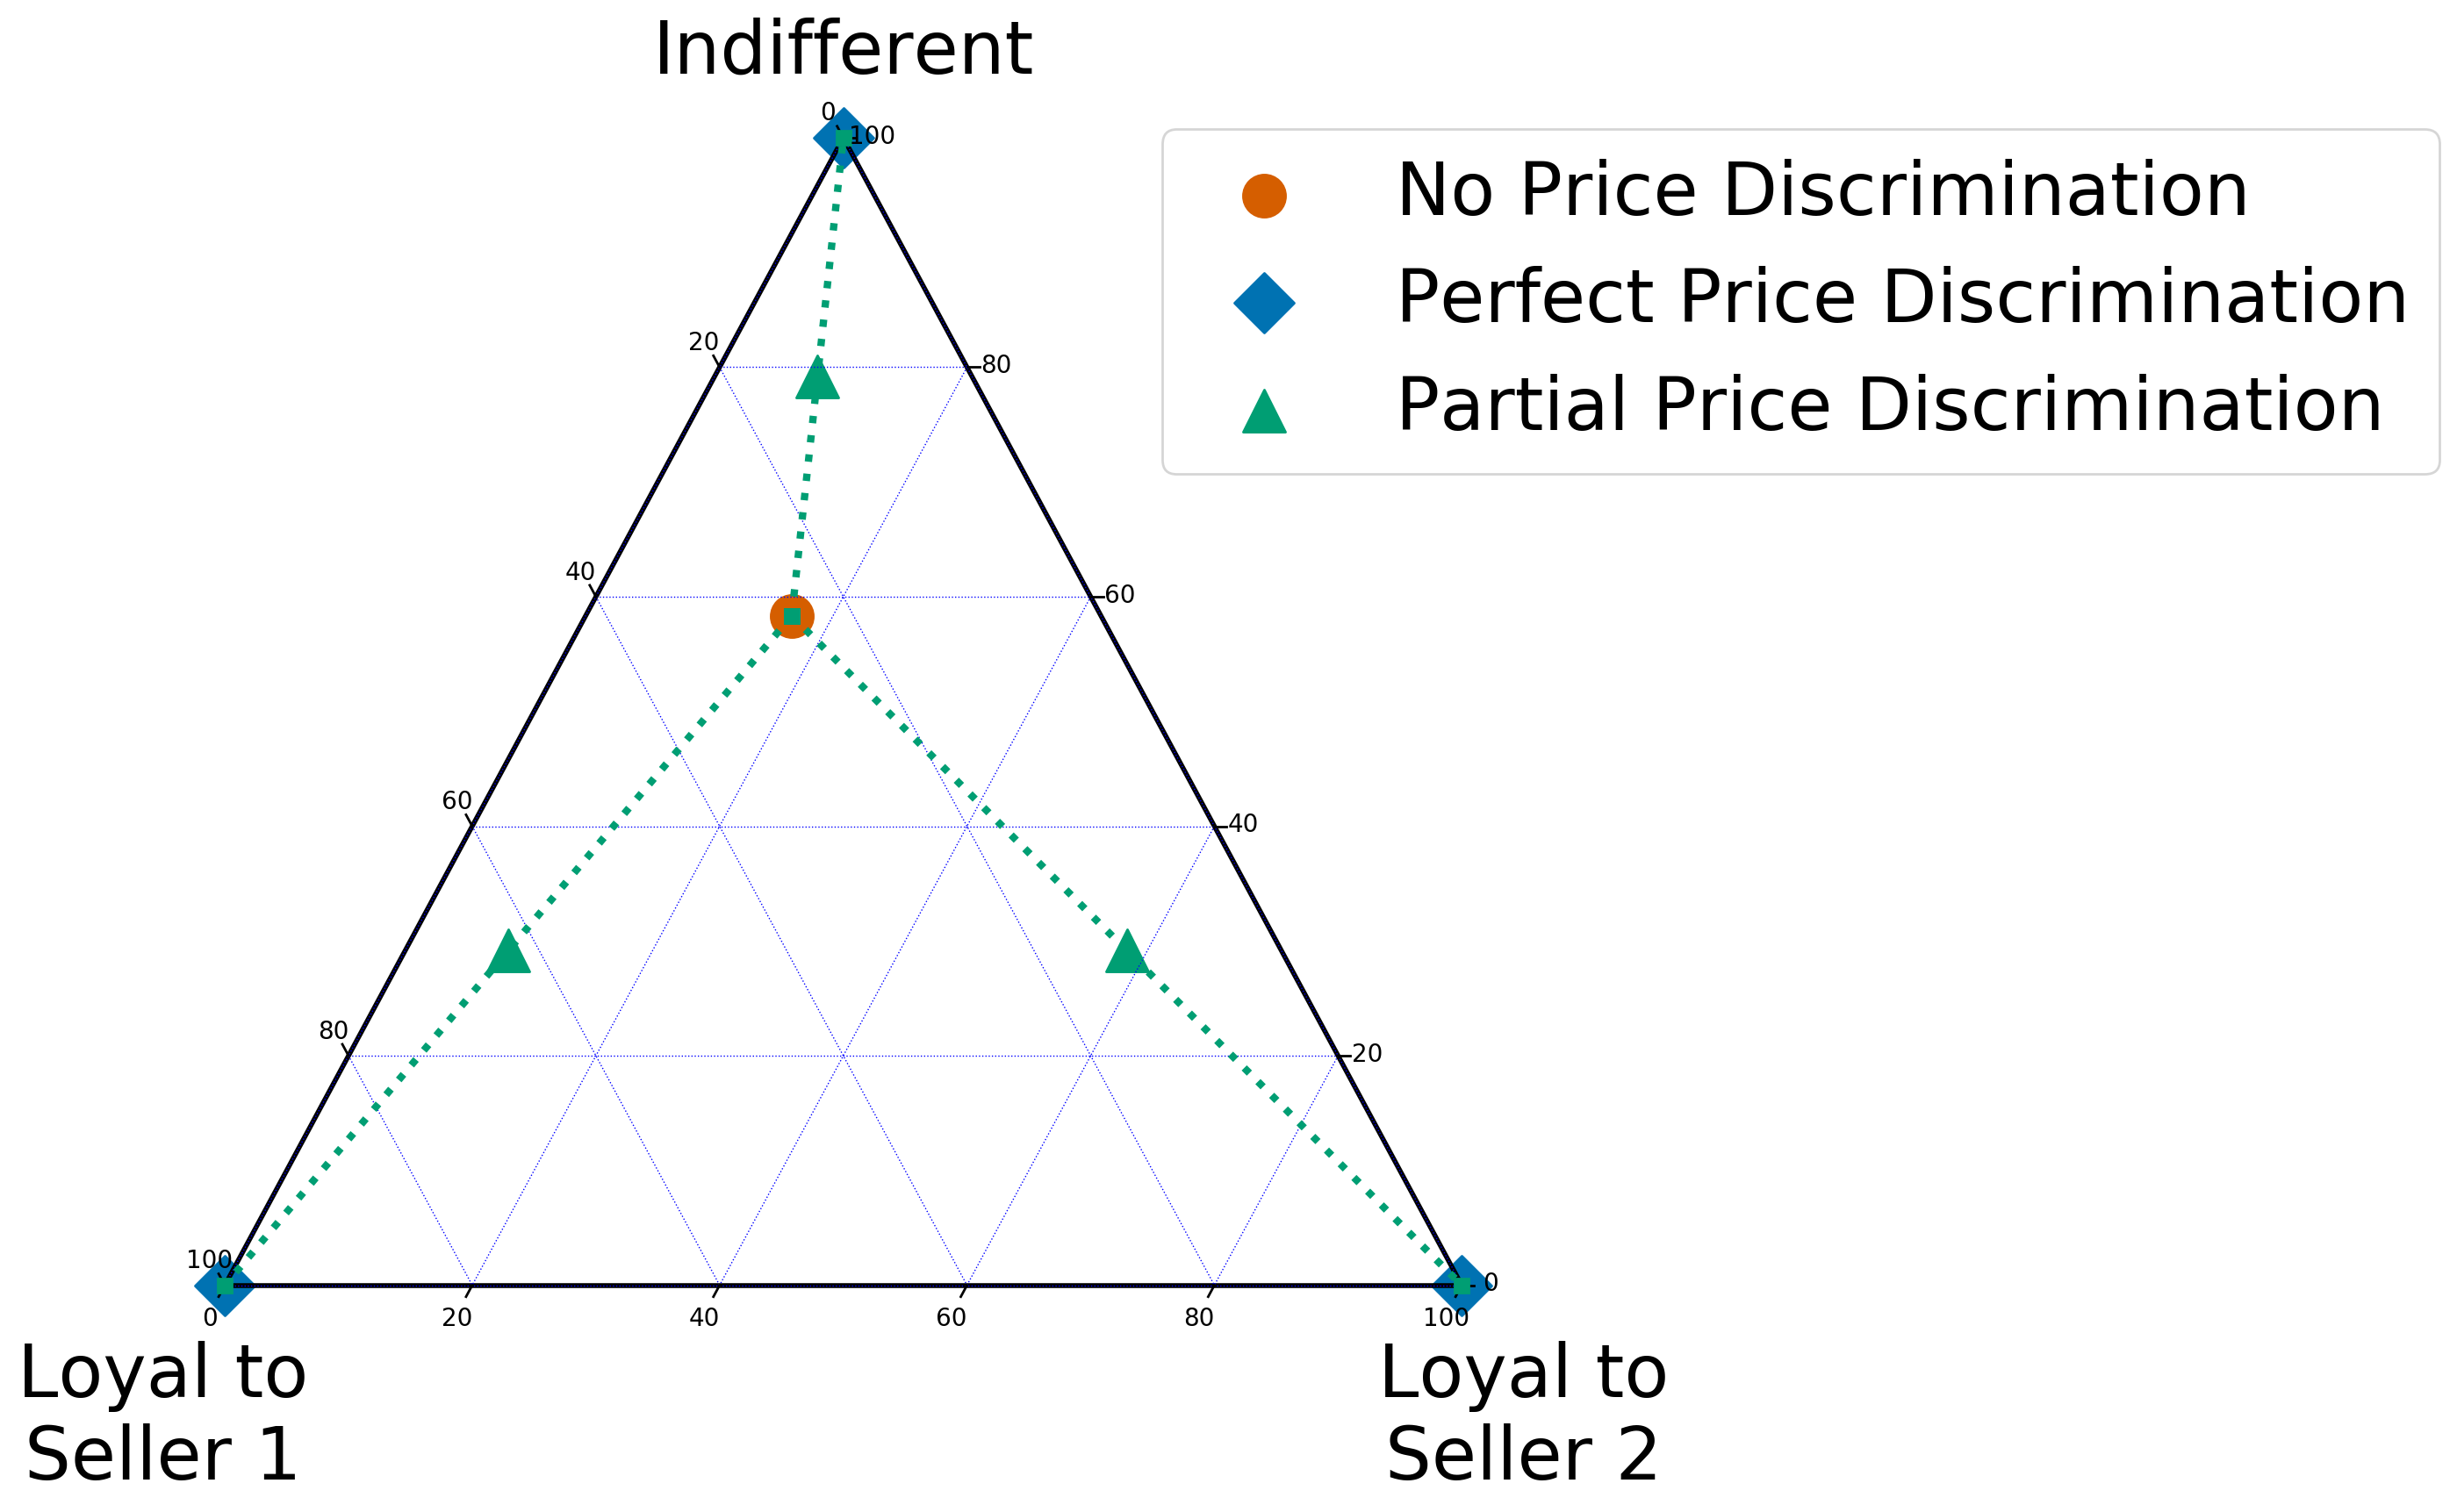 Indifferent
0
100
No Price Discrimination
Perfect Price Discrimination
Partial Price Discrimination
20
80
40
60
60
40
80
20
100
0
0
20
40
60
80
100
Loyal to
Seller 1
Loyal to
Seller 2